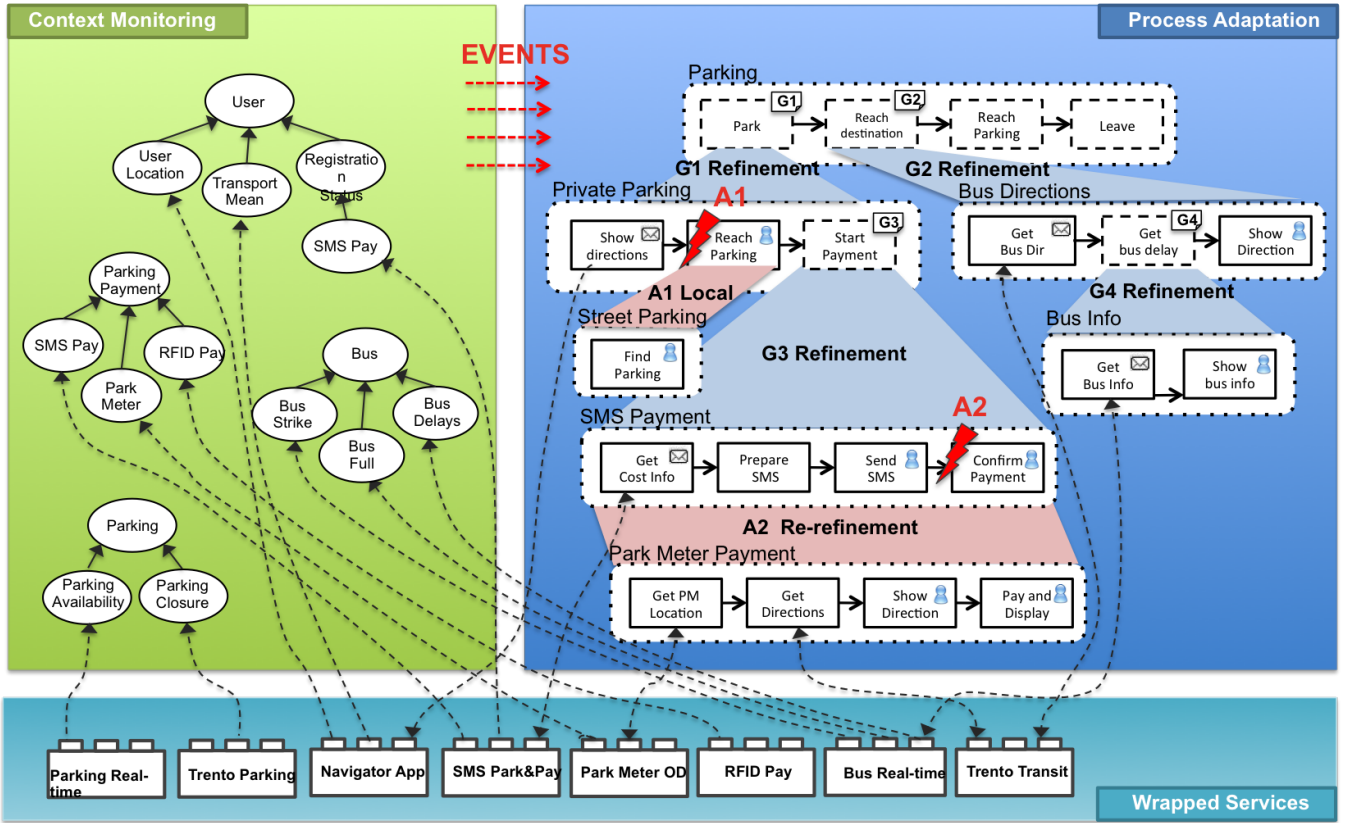 Context Monitoring
User
User
Location
Transport
Mean
Registratio
n
Status
SMS Pay
Parking
Payment
SMS Pay
Park
Meter
RFID Pay
Bus
Bus
Strike
Bus
Full
Bus
Delays
Parking
Parking
Availability
Parking
Closure
EVENTS
Process Adaptation
Parking
Park
G1
Reach
destination
G2
Reach
Parking
Leave
G1 Refinement
G2 Refinement
Private Parking
A1
Show
directions
Reach
Parking
Start
Payment
G3
Bus Directions
Get
Bus Dir
Get
bus delay
G4
Show
Direction
A1 Local
Street Parking
Find
Parking
G3 Refinement
G4 Refinement
Bus Info
Get
Bus Info
Show
bus info
SMS Payment
A2
Get
Cost Info
Prepare
SMS
Send
SMS
Confirm
Payment
A2 Re-refinement
Park Meter Payment
Get PM
Location
Get
Directions
Show
Direction
Pay and
Display
Parking Real-
time
Trento Parking
Navigator App
SMS Park&Pay
Park Meter OD
RFID Pay
Bus Real-time
Trento Transit
Wrapped Services